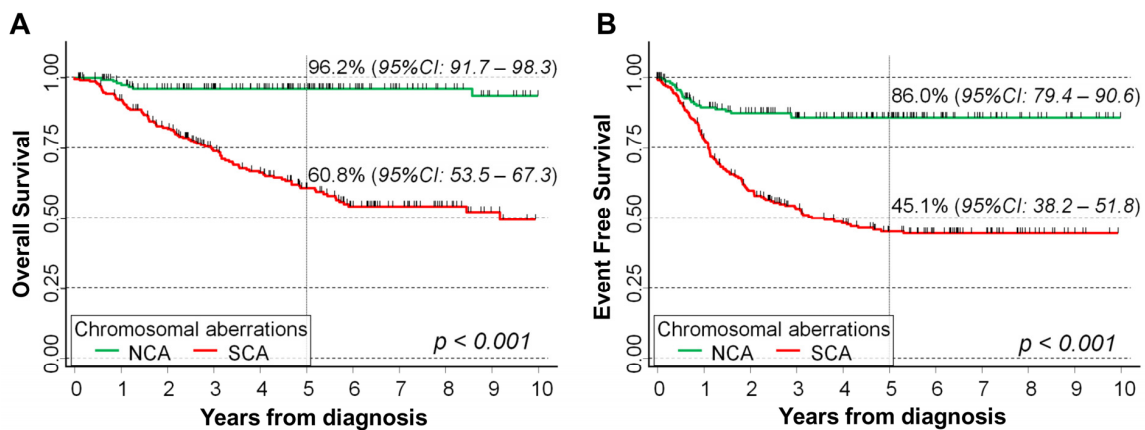 A
Overall Survival
1.00
0.75
0.50
0.25
0.00
96.2% (95%CI: 91.7 – 98.3)
60.8% (95%CI: 53.5 – 67.3)
Chromosomal aberrations
NCA SCA
p < 0.001
0 1 2 3 4 5 6 7 8 9 10
Years from diagnosis
B
Event Free Survival
1.00
0.75
0.50
0.25
0.00
86.0% (95%CI: 79.4 – 90.6)
45.1% (95%CI: 38.2 – 51.8)
Chromosomal aberrations
NCA SCA
p < 0.001
0 1 2 3 4 5 6 7 8 9 10
Years from diagnosis